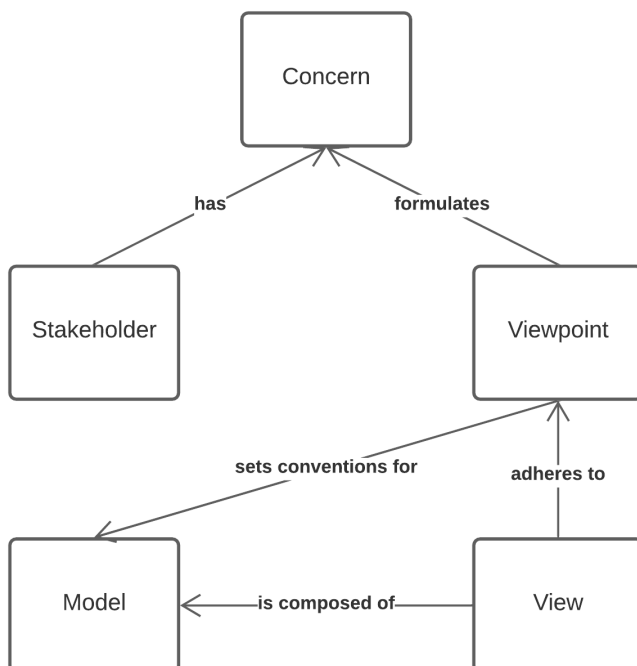 Concern
has
formulates
Stakeholder
Viewpoint
sets conventions for
adheres to
Model
is composed of
View